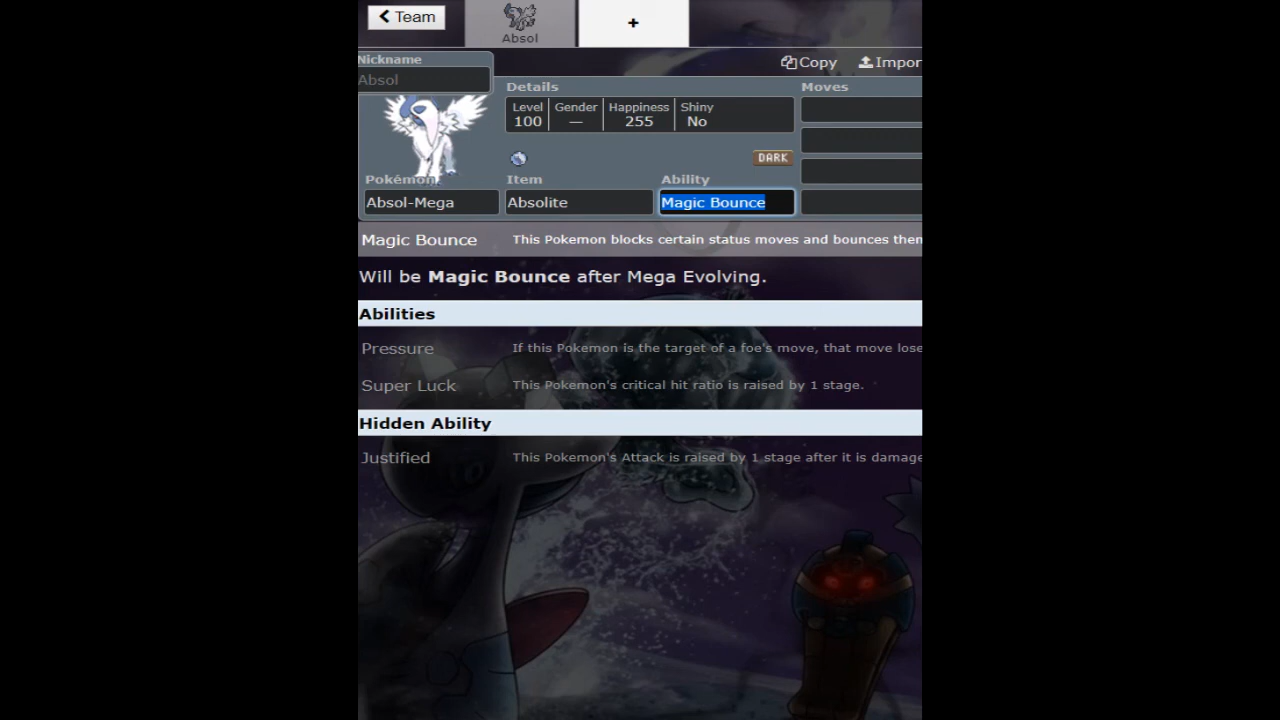 Team
Absol
+
Nickname
Absol
Copy
Impor
Details
Moves
Level
100
Gender
—
Happiness
255
Shiny
No
DARK
Pokémon
Item
Ability
Absol-Mega
Absolite
Magic Bounce
Magic Bounce
This Pokemon blocks certain status moves and bounces then
Will be Magic Bounce after Mega Evolving.
Abilities
Pressure
If this Pokemon is the target of a foe's move, that move lose
Super Luck
This Pokemon's critical hit ratio is raised by 1 stage.
Hidden Ability
Justified
This Pokemon's Attack is raised by 1 stage after it is damage